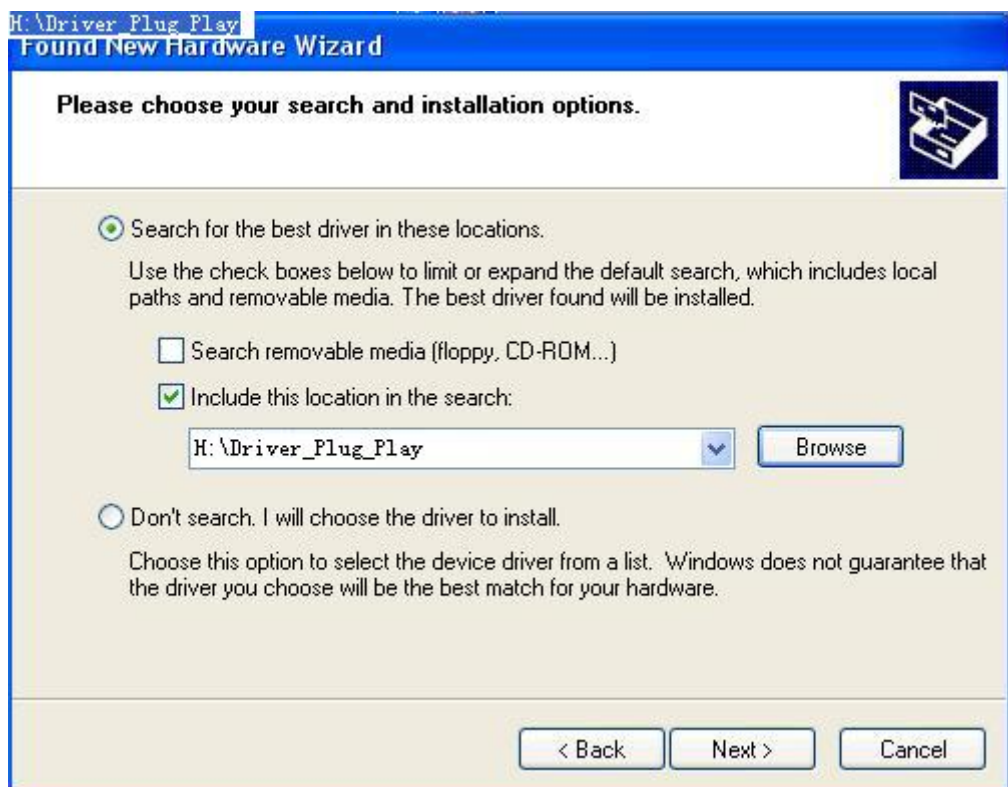 H:\Driver_Plug_Play
Found New Hardware Wizard
Please choose your search and installation options.
Search for the best driver in these locations.
Use the check boxes below to limit or expand the default search, which includes local
paths and removable media. The best driver found will be installed.
Search removable media (floppy, CD-ROM...)
Include this location in the search:
H:\Driver_Plug_Play
Browse
Don't search. I will choose the driver to install.
Choose this option to select the device driver from a list. Windows does not guarantee that
the driver you choose will be the best match for your hardware.
< Back Next > Cancel